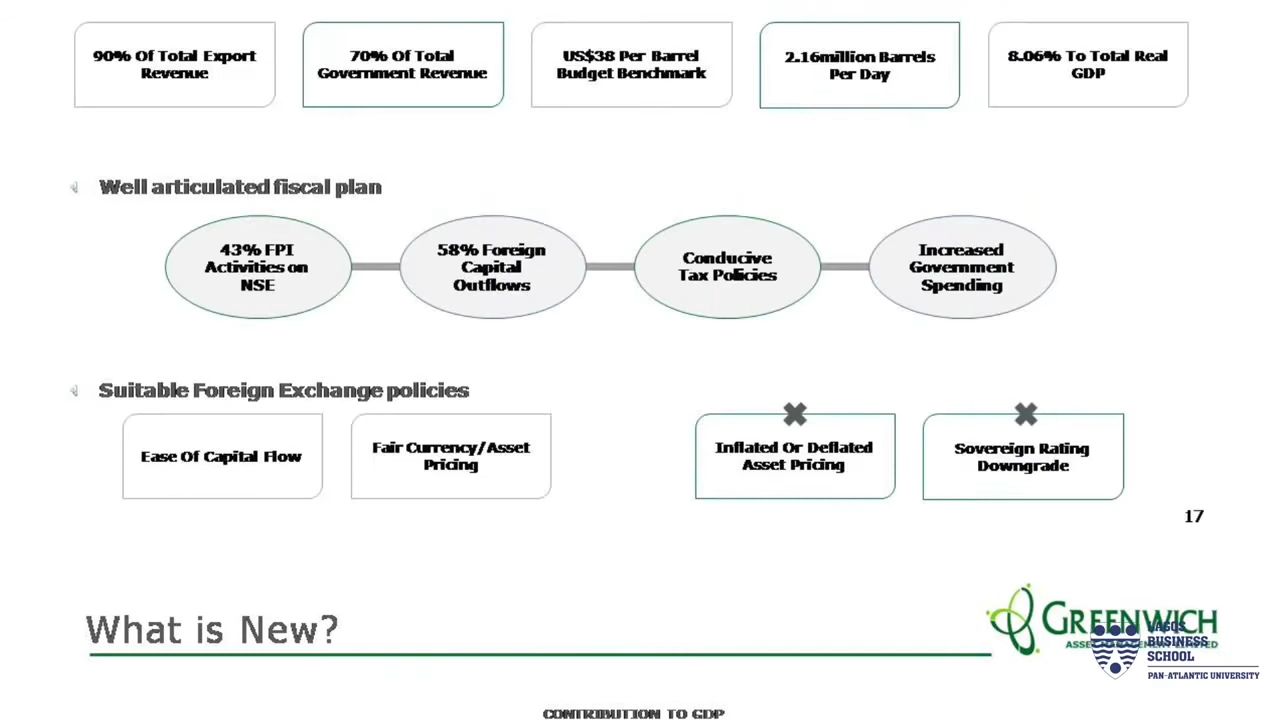 90% Of Total Export
Revenue
70% Of Total
Government Revenue
US$38 Per Barrel
Budget Benchmark
2.16million Barrels
Per Day
8.06% To Total Real
GDP
Well articulated fiscal plan
43% FPI
Activities on
NSE
58% Foreign
Capital
Outflows
Conducive
Tax Policies
Increased
Government
Spending
Suitable Foreign Exchange policies
Ease Of Capital Flow
Fair Currency/Asset
Pricing
Inflated Or Deflated
Asset Pricing
Sovereign Rating
Downgrade
17
What is New?
GREENWICH
LAGOS
BUSINESS
SCHOOL
PAN-ATLANTIC UNIVERSITY
CONTRIBUTION TO GDP